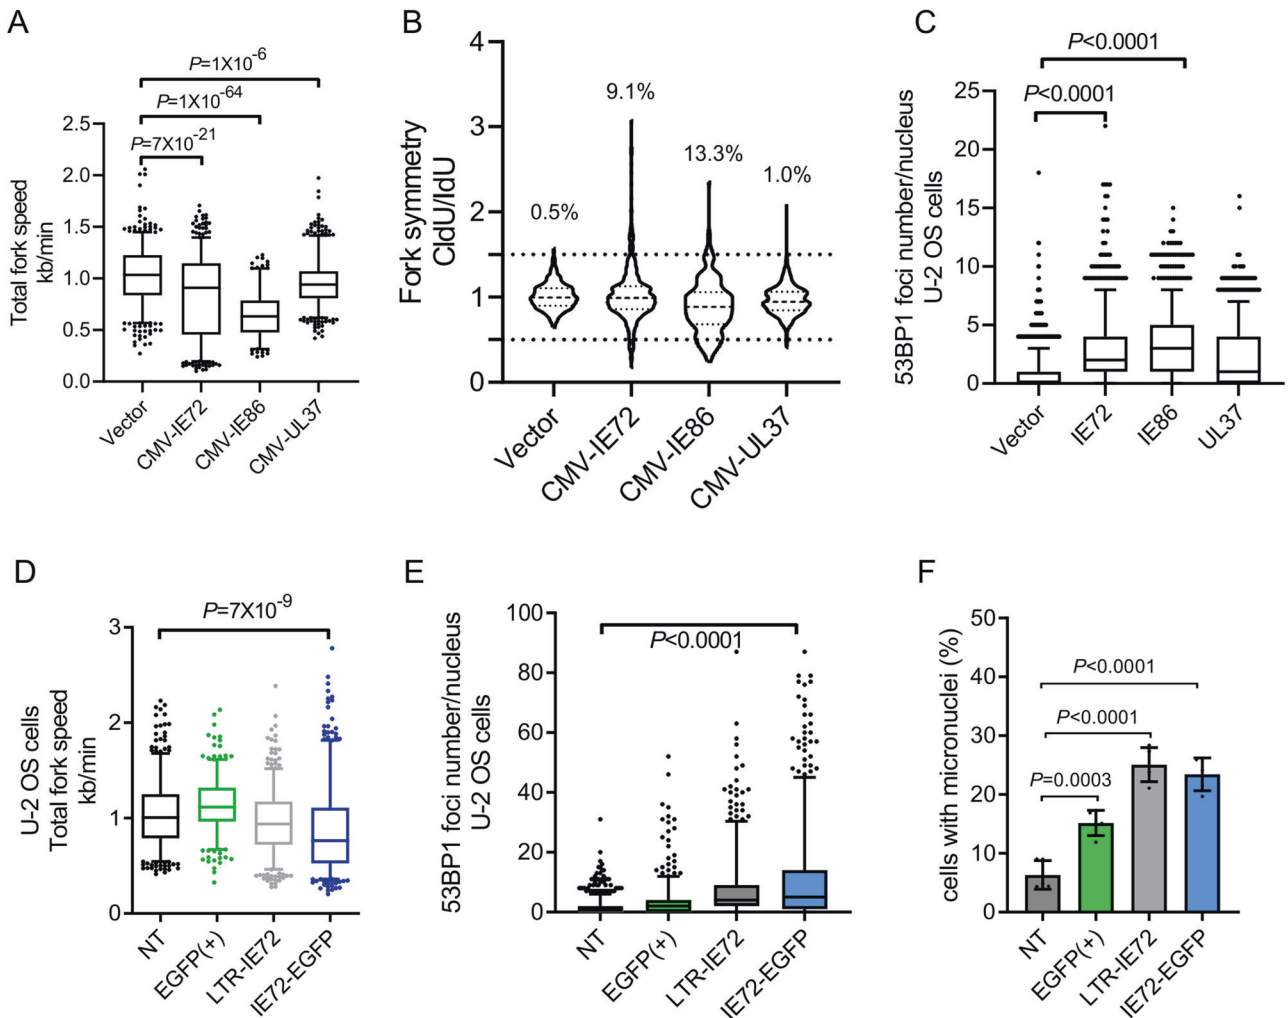 A
P=1X10-6
P=1X10-64
P=7X10-21
Total fork speed
kb/min
2.5
2.0
1.5
1.0
0.5
0.0
Vector
CMV-IE72
CMV-IE86
CMV-UL37
B
Fork symmetry
CldU/IdU
4
3
2
1
0
0.5%
9.1%
13.3%
1.0%
Vector
CMV-IE72
CMV-IE86
CMV-UL37
C
P<0.0001
P<0.0001
53BP1 foci number/nucleus
U-2 OS cells
25
20
15
10
5
0
Vector
IE72
IE86
UL37
D
P=7X10-9
U-2 OS cells
Total fork speed
kb/min
3
2
1
0
NT
EGFP(+)
LTR-IE72
IE72-EGFP
E
P<0.0001
53BP1 foci number/nucleus
U-2 OS cells
100
80
60
40
20
0
NT
EGFP(+)
LTR-IE72
IE72-EGFP
F
P<0.0001
P<0.0001
P=0.0003
cells with micronuclei (%)
50
40
30
20
10
0
NT
EGFP(+)
LTR-IE72
IE72-EGFP